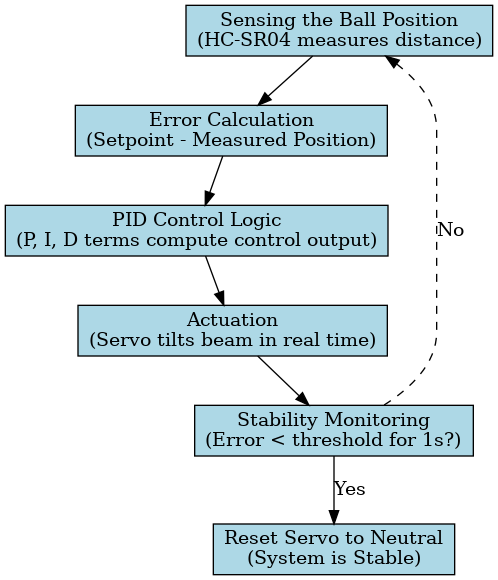 Sensing the Ball Position
(HC-SR04 measures distance)
Error Calculation
(Setpoint - Measured Position)
PID Control Logic
(P, I, D terms compute control output)
No
Actuation
(Servo tilts beam in real time)
Stability Monitoring
(Error < threshold for 1s?)
Yes
Reset Servo to Neutral
(System is Stable)